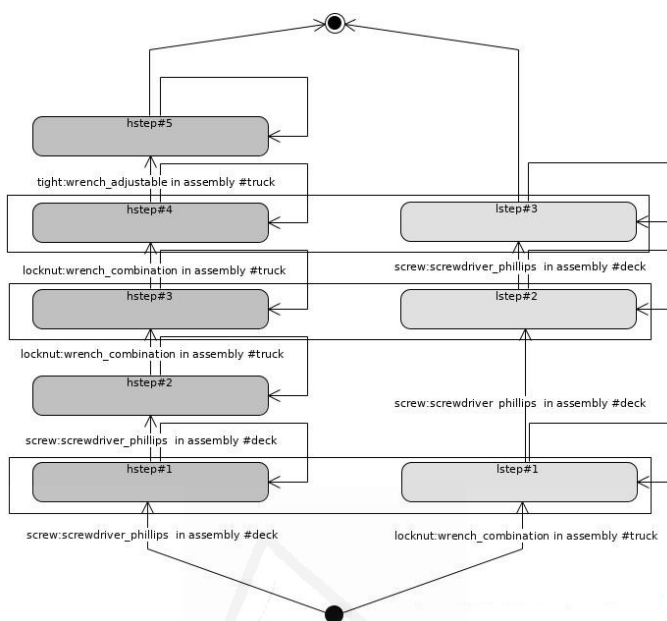 hstep#5
tight:wrench_adjustable in assembly #truck
hstep#4
lstep#3
locknut:wrench_combination in assembly #truck
screw:screwdriver_phillips in assembly #deck
hstep#3
lstep#2
locknut:wrench_combination in assembly #truck
hstep#2
screw:screwdriver phillips in assembly #deck
screw:screwdriver_phillips in assembly #deck
hstep#1
lstep#1
screw:screwdriver_phillips in assembly #deck
locknut:wrench_combination in assembly #truck